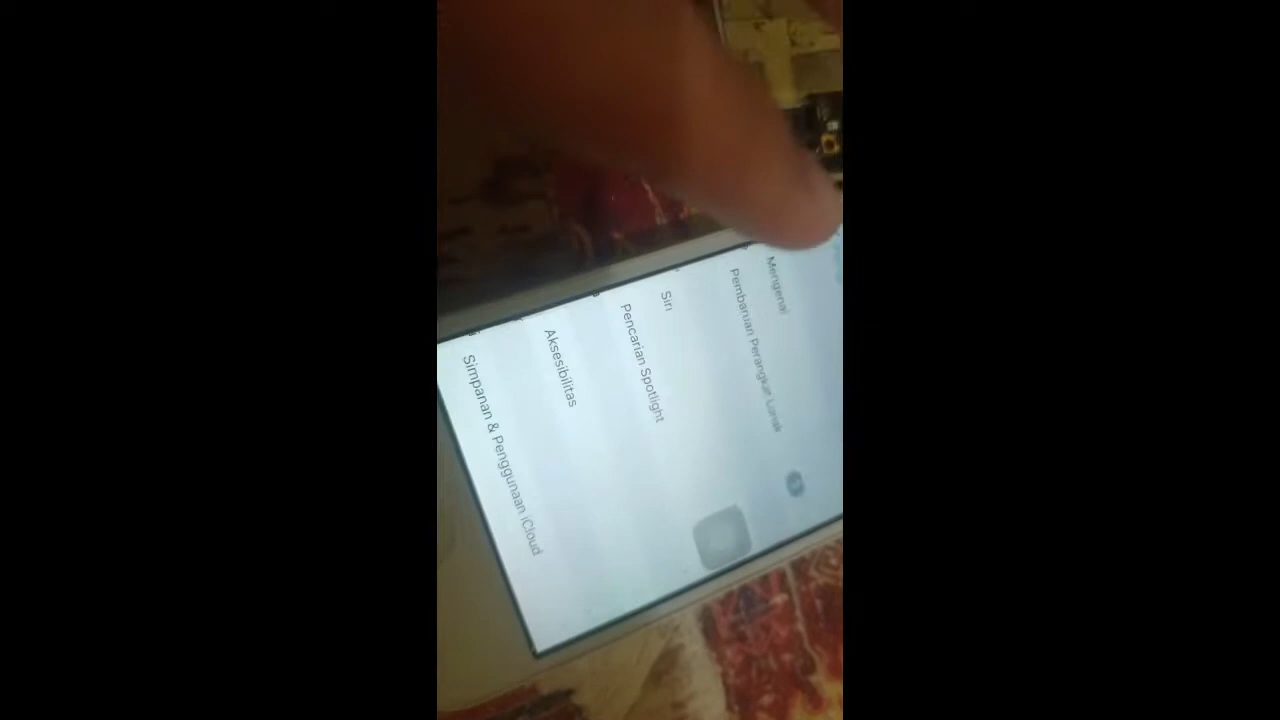 Mengenai
Pembaruan Perangkat Lunak
Siri
Pencarian Spotlight
Aksesibilitas
Simpanan & Penggunaan iCloud